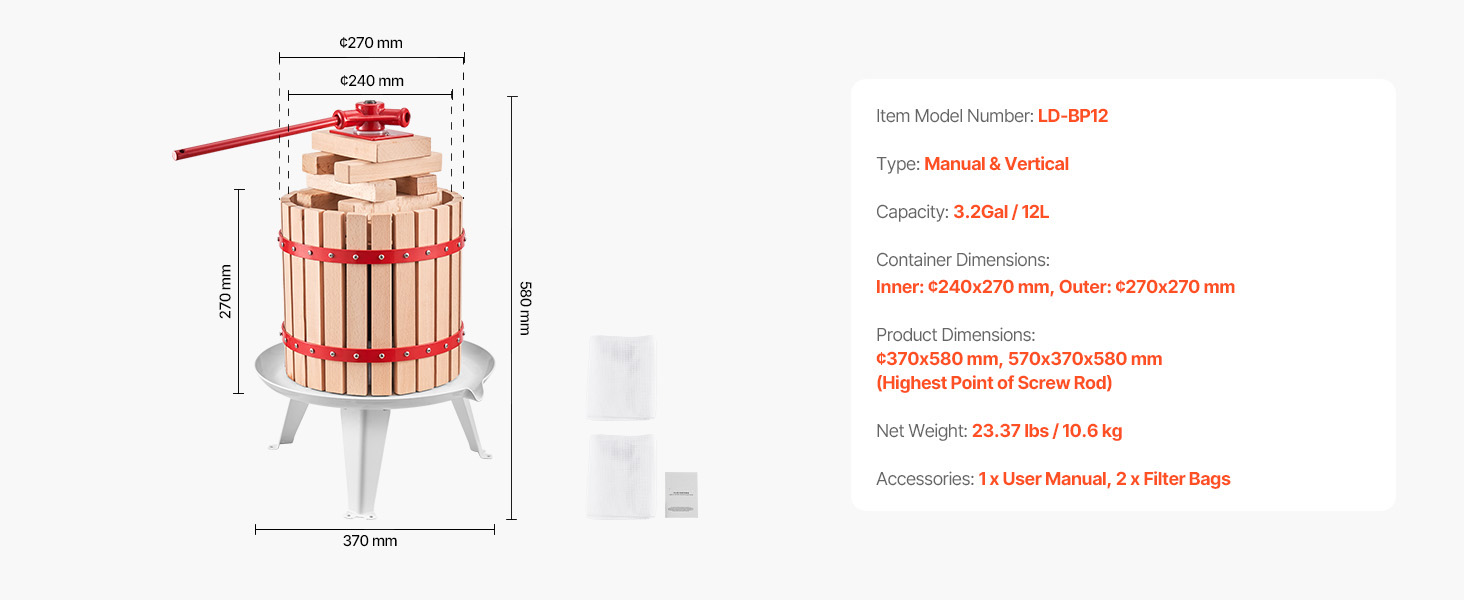 ¢270 mm
¢240 mm
270 mm
580 mm
370 mm
Item Model Number: LD-BP12
Type: Manual & Vertical
Capacity: 3.2Gal / 12L
Container Dimensions:
Inner: ¢240x270 mm, Outer: ¢270x270 mm
Product Dimensions:
¢370x580 mm, 570x370x580 mm
(Highest Point of Screw Rod)
Net Weight: 23.37 lbs / 10.6 kg
Accessories: 1 x User Manual, 2 x Filter Bags